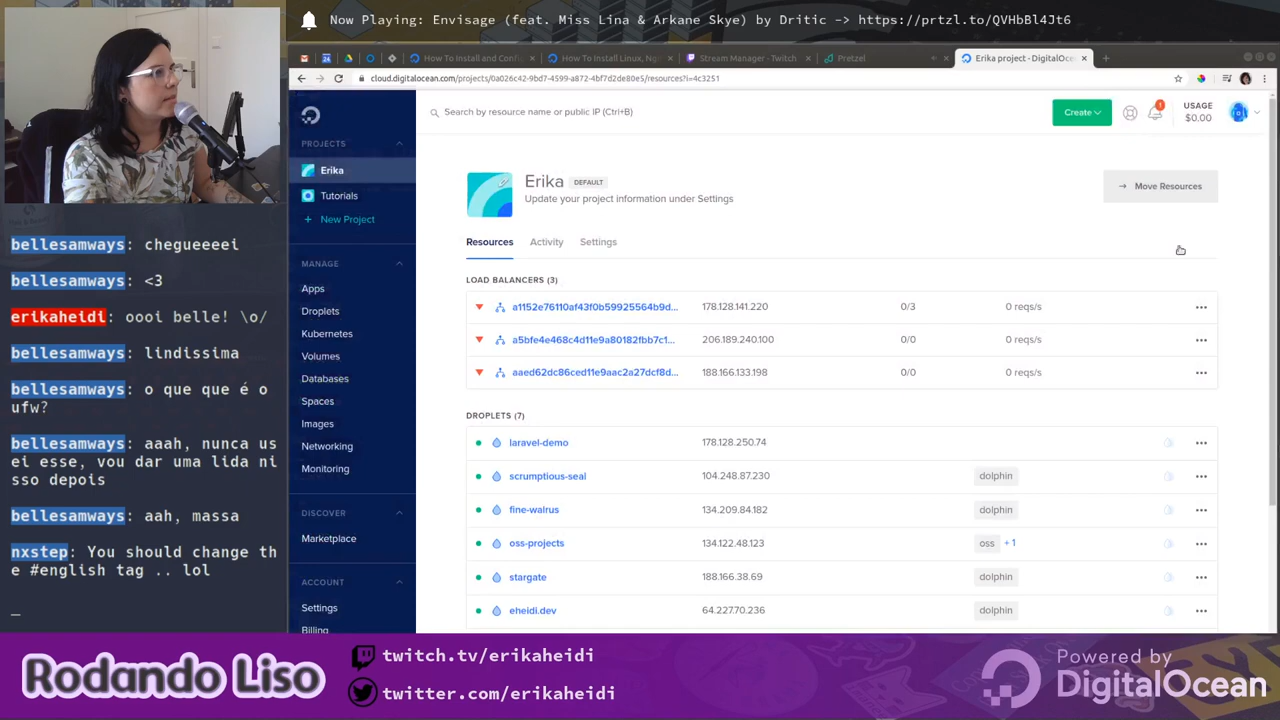 Now Playing: Envisage (feat. Miss Lina & Arkane Skye) by Dritic -> https://prtzl.to/QVHbBl4Jt6
How To Install and Config
How To Install Linux, Ng
Stream Manager - Twitch
Pretzel
Erika project - DigitalOce
cloud.digitalocean.com/projects/0a026c42-9bd7-4599-a872-4bf7d2de80e5/resources?i=4c3251
Search by resource name or public IP (Ctrl+B)
Create
1
USAGE
$0.00
PROJECTS
Erika
Tutorials
+ New Project
MANAGE
Apps
Droplets
Kubernetes
Volumes
Databases
Spaces
Images
Networking
Monitoring
DISCOVER
Marketplace
ACCOUNT
Settings
Billing
Erika DEFAULT
Update your project information under Settings
→ Move Resources
Resources Activity Settings
LOAD BALANCERS (3)
a1152e76110af43f0b59925564b9d... 178.128.141.220 0/3 0 reqs/s
a5bfe4e468c4d11e9a80182fbb7c1... 206.189.240.100 0/0 0 reqs/s
aaed62dc86ced11e9aac2a27dcf8d... 188.166.133.198 0/0 0 reqs/s
DROPLETS (7)
laravel-demo 178.128.250.74
scrumptious-seal 104.248.87.230 dolphin
fine-walrus 134.209.84.182 dolphin
oss-projects 134.122.48.123 oss + 1
stargate 188.166.38.69 dolphin
eheidi.dev 64.227.70.236 dolphin
bellesamways: chegueeeei
bellesamways: <3
erikaheidi: oooi belle! \o/
bellesamways: lindissima
bellesamways: o que que é o
ufw?
bellesamways: aaah, nunca us
ei esse, vou dar uma lida ni
sso depois
bellesamways: aah, massa
nxstep: You should change th
e #english tag .. lol
_
Rodando Liso
twitch.tv/erikaheidi
twitter.com/erikaheidi
Powered by
DigitalOcean